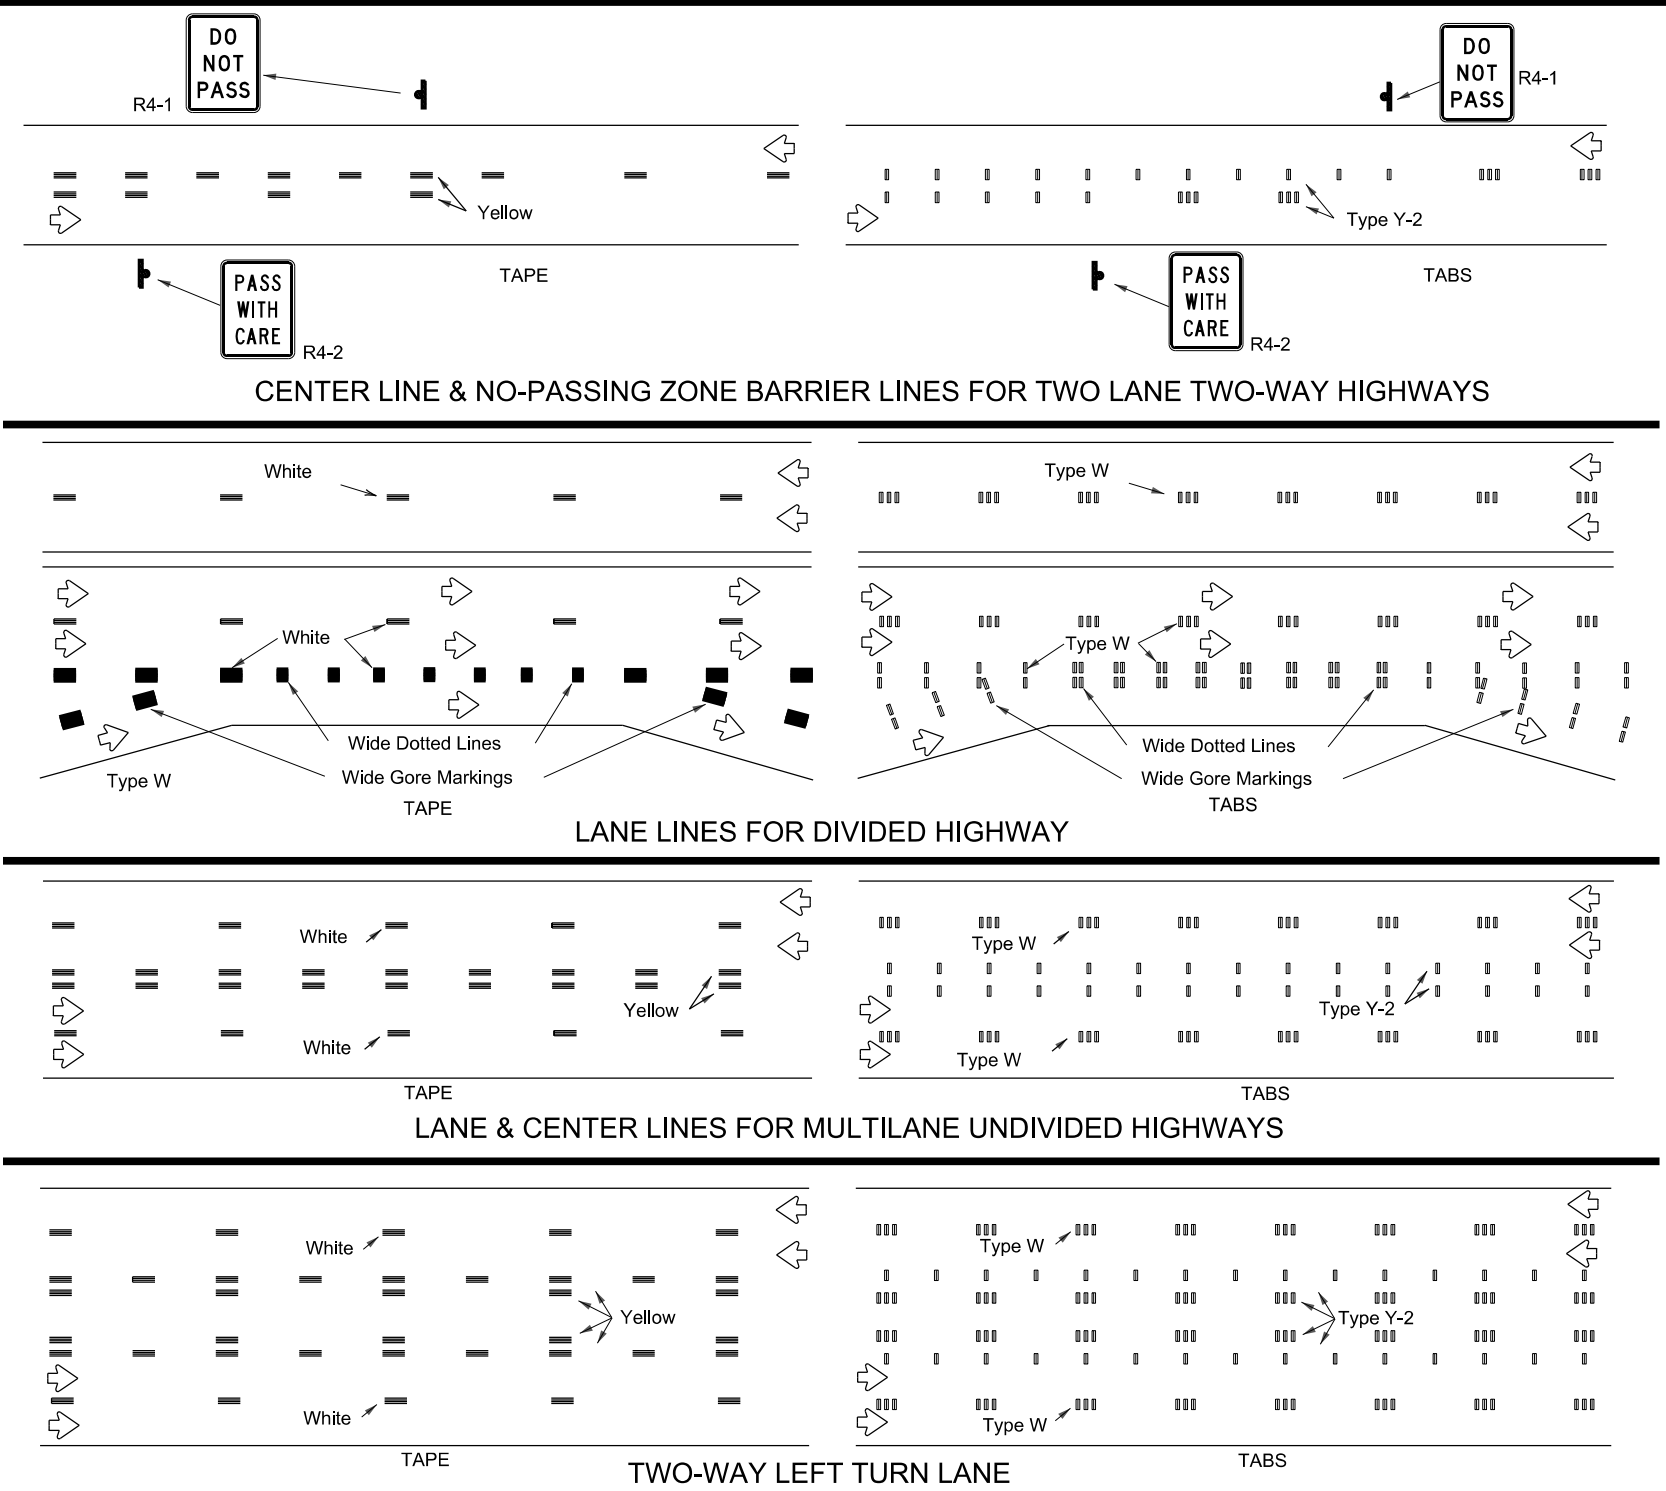 DO
NOT
PASS
R4-1
Yellow
TAPE
PASS
WITH
CARE
R4-2
DO
NOT
PASS
R4-1
Type Y-2
TABS
PASS
WITH
CARE
R4-2
CENTER LINE & NO-PASSING ZONE BARRIER LINES FOR TWO LANE TWO-WAY HIGHWAYS
White
White
Wide Dotted Lines
Wide Gore Markings
Type W
TAPE
Type W
Type W
Wide Dotted Lines
Wide Gore Markings
TABS
LANE LINES FOR DIVIDED HIGHWAY
White
Yellow
White
TAPE
Type W
Type Y-2
Type W
TABS
LANE & CENTER LINES FOR MULTILANE UNDIVIDED HIGHWAYS
White
Yellow
White
TAPE
Type W
Type Y-2
Type W
TABS
TWO-WAY LEFT TURN LANE